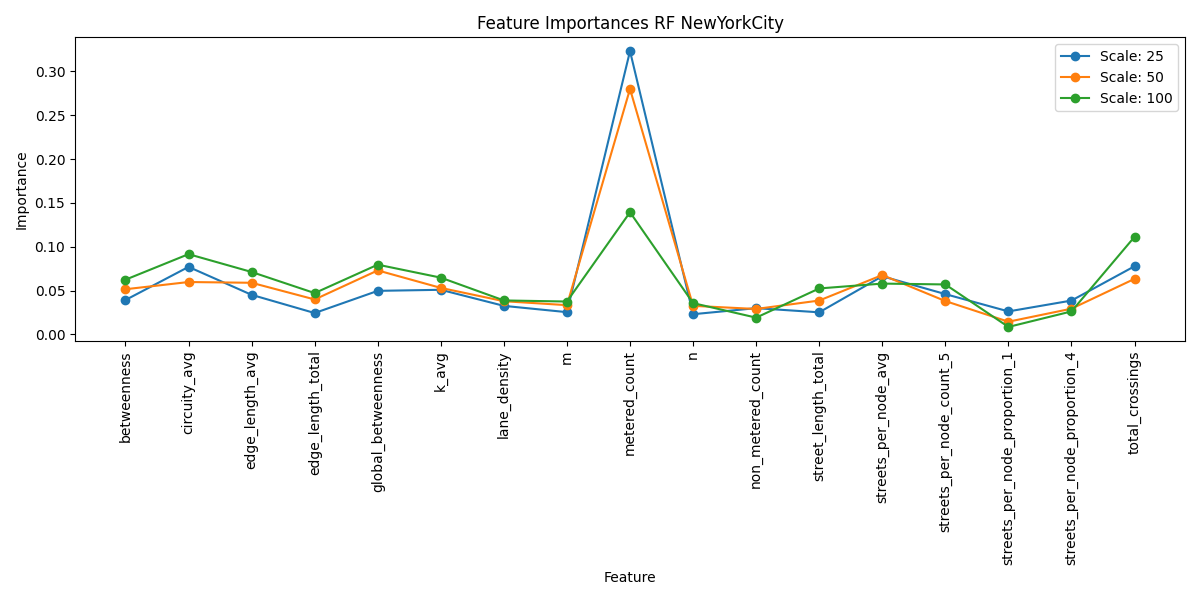 Feature Importances RF NewYorkCity
Scale: 25
Scale: 50
Scale: 100
Importance
0.30
0.25
0.20
0.15
0.10
0.05
0.00
betweenness
circuity_avg
edge_length_avg
edge_length_total
global_betweenness
k_avg
lane_density
m
metered_count
n
non_metered_count
street_length_total
streets_per_node_avg
streets_per_node_count_5
streets_per_node_proportion_1
streets_per_node_proportion_4
total_crossings
Feature